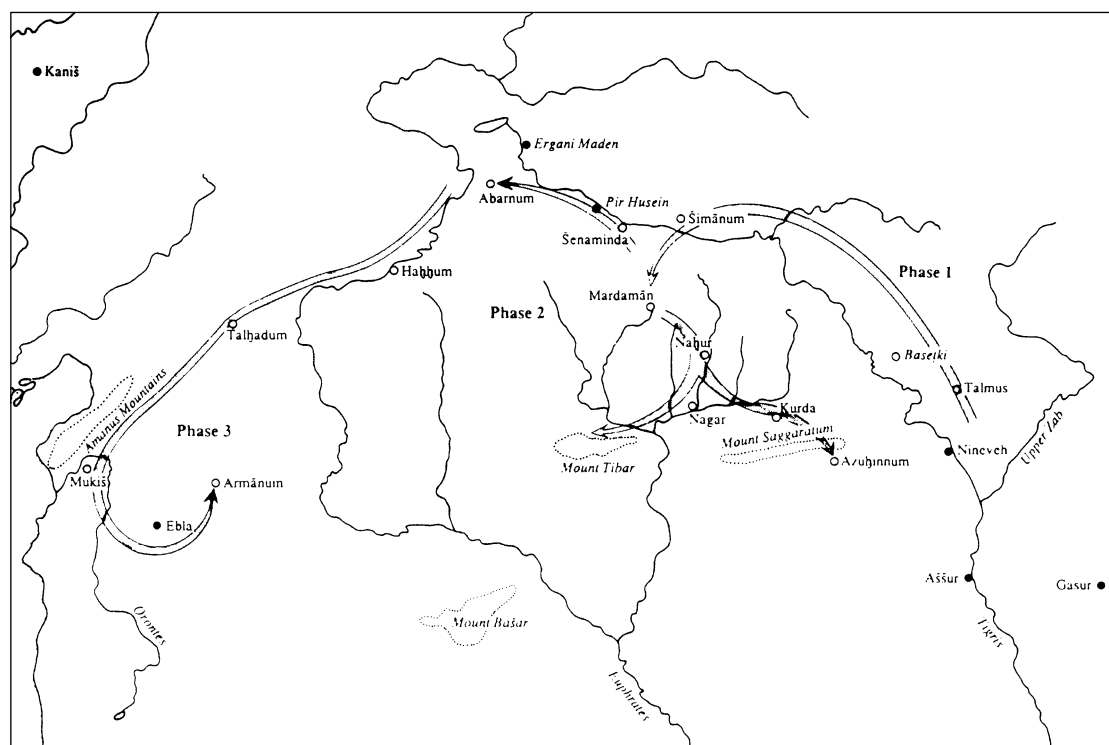 Kaniš
Ergani Maden
Abarnum
Pir Husein
Šimānum
Šenaminda
Phase 1
Haḫḫum
Mardamān
Phase 2
Talḫadum
Naḫur
Basetki
Talmus
Amanus Mountains
Phase 3
Nagar
Kurda
Mount Saggaratum
Upper Zab
Mukiš
Armānum
Mount Tibar
Azuḫinnum
Nineveh
Ebla
Aššur
Gasur
Orontes
Mount Bašar
Euphrates
Tigris